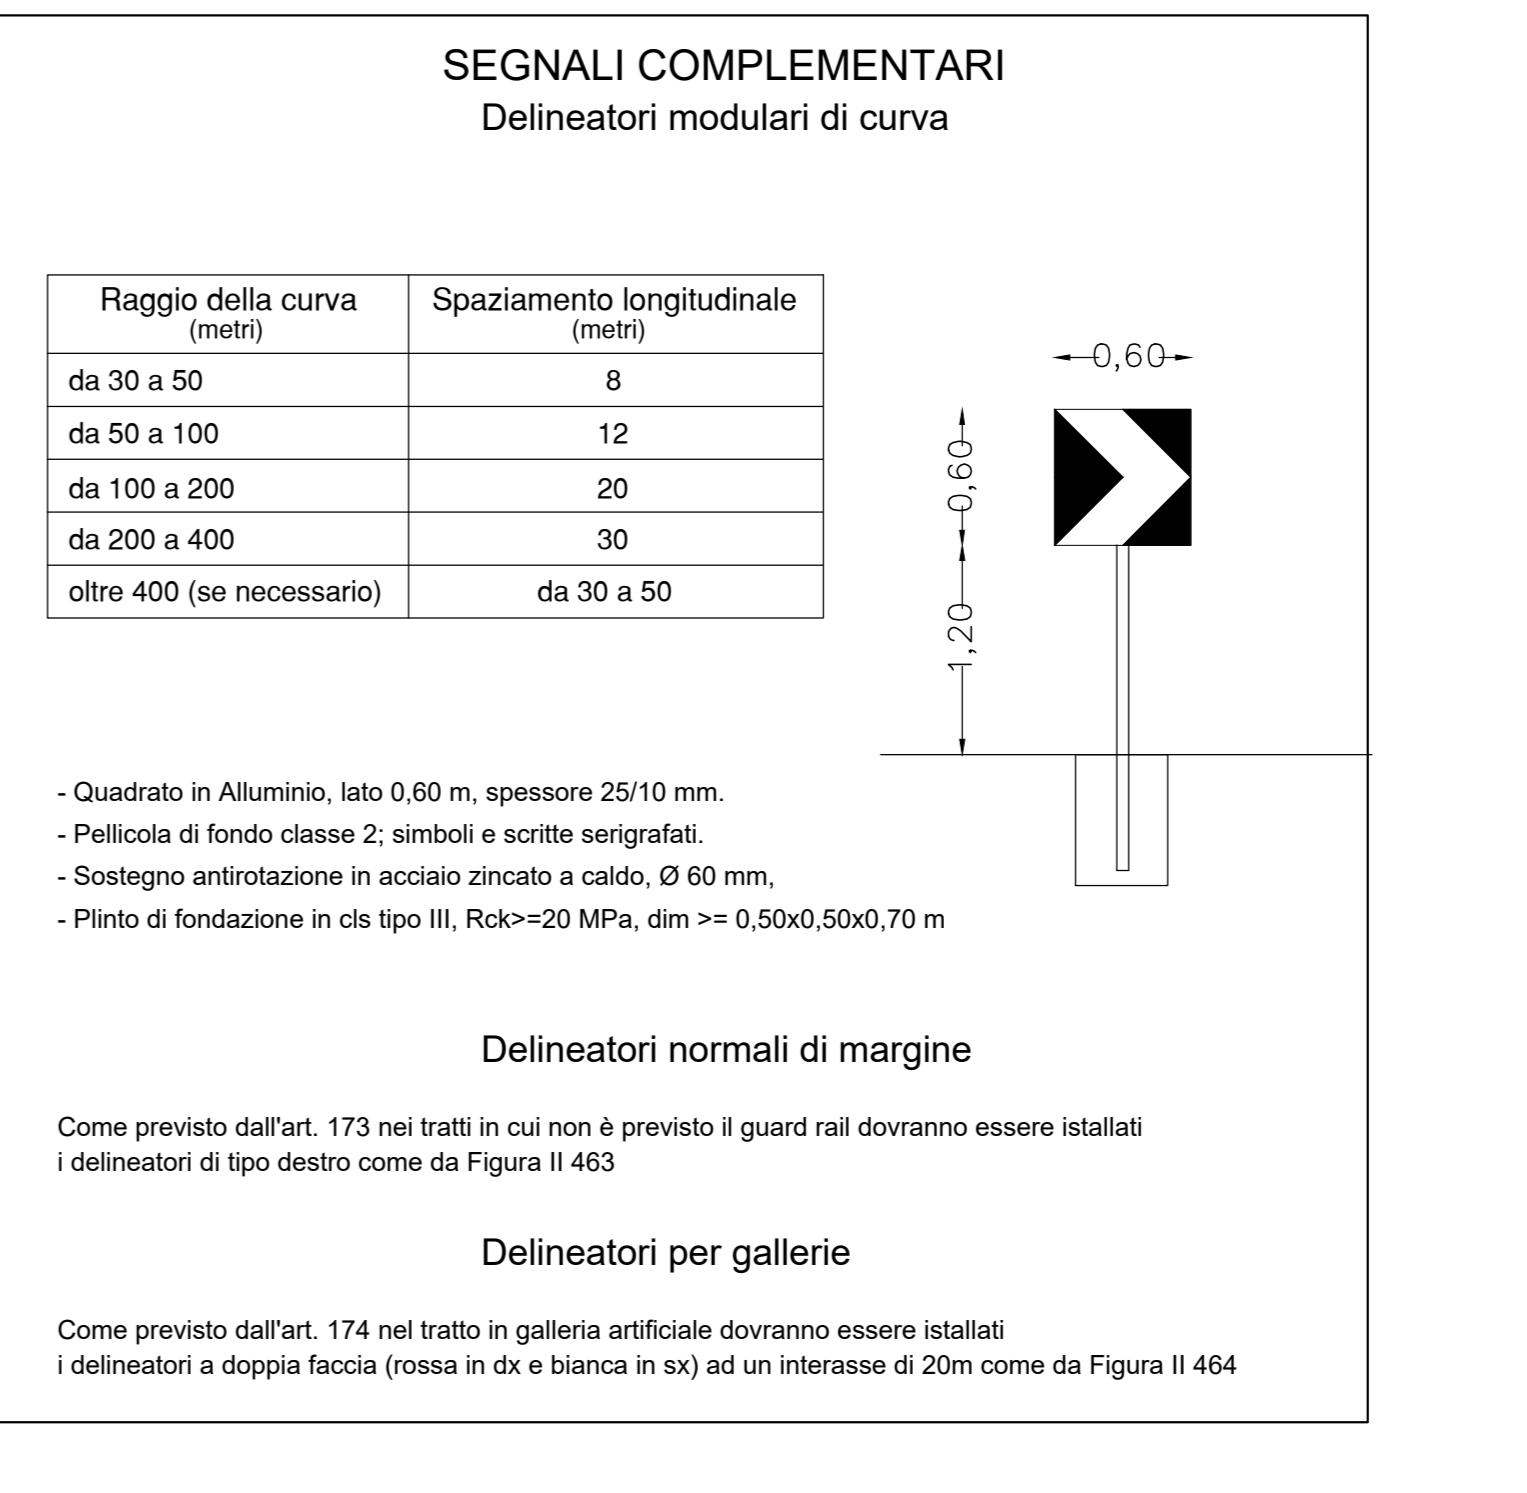 SEGNALI COMPLEMENTARI
Delineatori modulari di curva
Raggio della curva Spaziamento longitudinale
(metri) (metri)
da 30 a 50 8
da 50 a 100 12
da 100 a 200 20
da 200 a 400 30
oltre 400 (se necessario) da 30 a 50
0,60
0,60
1,20
- Quadrato in Alluminio, lato 0,60 m, spessore 25/10 mm.
- Pellicola di fondo classe 2; simboli e scritte serigrafati.
- Sostegno antirotazione in acciaio zincato a caldo, Ø 60 mm,
- Plinto di fondazione in cls tipo III, Rck>=20 MPa, dim >= 0,50x0,50x0,70 m
Delineatori normali di margine
Come previsto dall'art. 173 nei tratti in cui non è previsto il guard rail dovranno essere istallati
i delineatori di tipo destro come da Figura II 463
Delineatori per gallerie
Come previsto dall'art. 174 nel tratto in galleria artificiale dovranno essere istallati
i delineatori a doppia faccia (rossa in dx e bianca in sx) ad un interasse di 20m come da Figura II 464